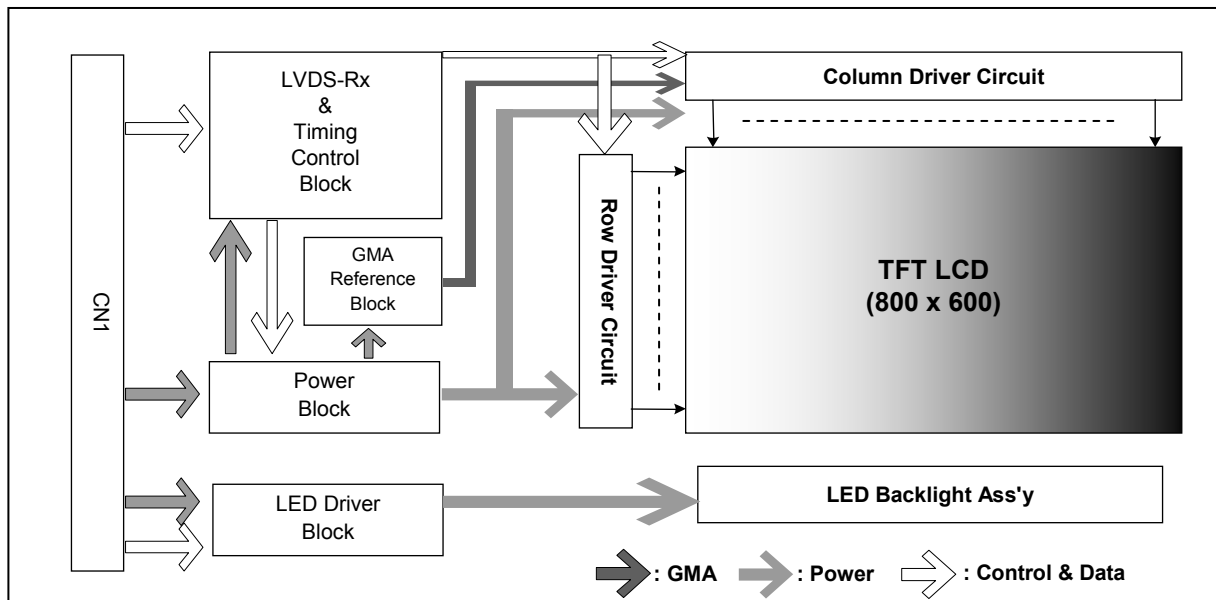 CN1
LVDS-Rx
&
Timing
Control
Block
GMA
Reference
Block
Power
Block
LED Driver
Block
Row Driver Circuit
Column Driver Circuit
TFT LCD
(800 x 600)
LED Backlight Ass'y
: GMA
: Power
: Control & Data